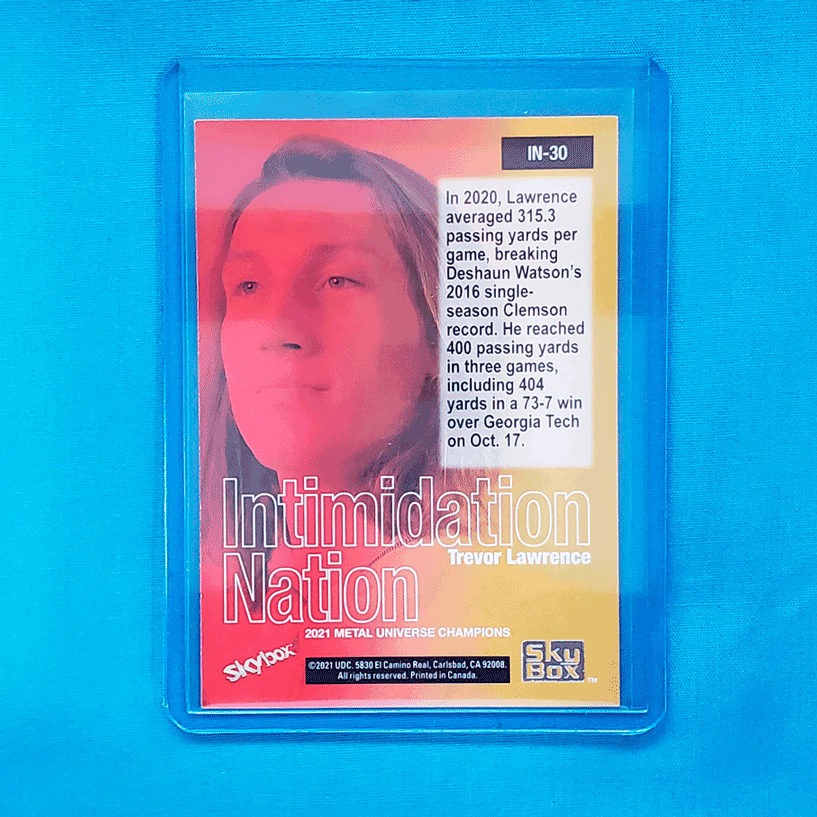 IN-30
In 2020, Lawrence
averaged 315.3
passing yards per
game, breaking
Deshaun Watson's
2016 single-
season Clemson
record. He reached
400 passing yards
in three games,
including 404
yards in a 73-7 win
over Georgia Tech
on Oct. 17.
Intimidation
Trevor Lawrence
Nation
2021 METAL UNIVERSE CHAMPIONS
skybox
©2021 UDC. 5830 El Camino Real, Carlsbad, CA 92008.
All rights reserved. Printed in Canada.
Sky
Box™